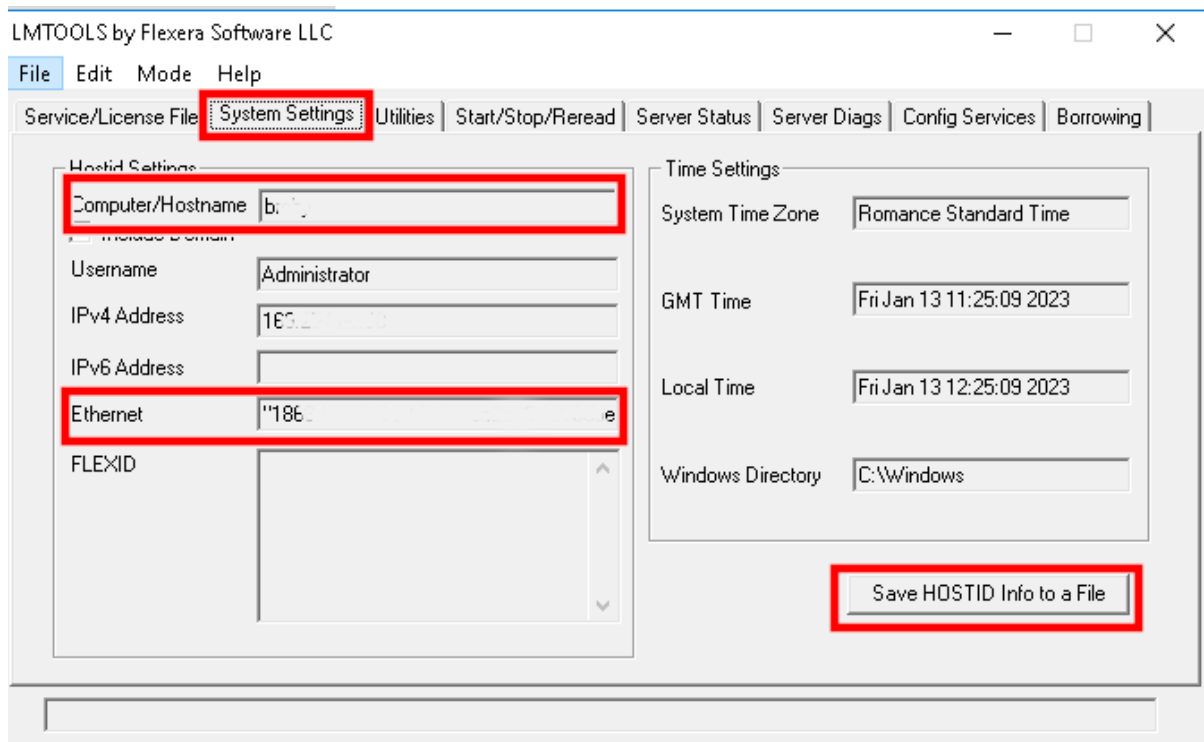 LMTOOLS by Flexera Software LLC
File Edit Mode Help
Service/License File System Settings Utilities Start/Stop/Reread Server Status Server Diags Config Services Borrowing
Hostid Settings
Computer/Hostname
Include Domain
Username Administrator
IPv4 Address
IPv6 Address
Ethernet "186
FLEXID
Time Settings
System Time Zone Romance Standard Time
GMT Time Fri Jan 13 11:25:09 2023
Local Time Fri Jan 13 12:25:09 2023
Windows Directory C:\Windows
Save HOSTID Info to a File